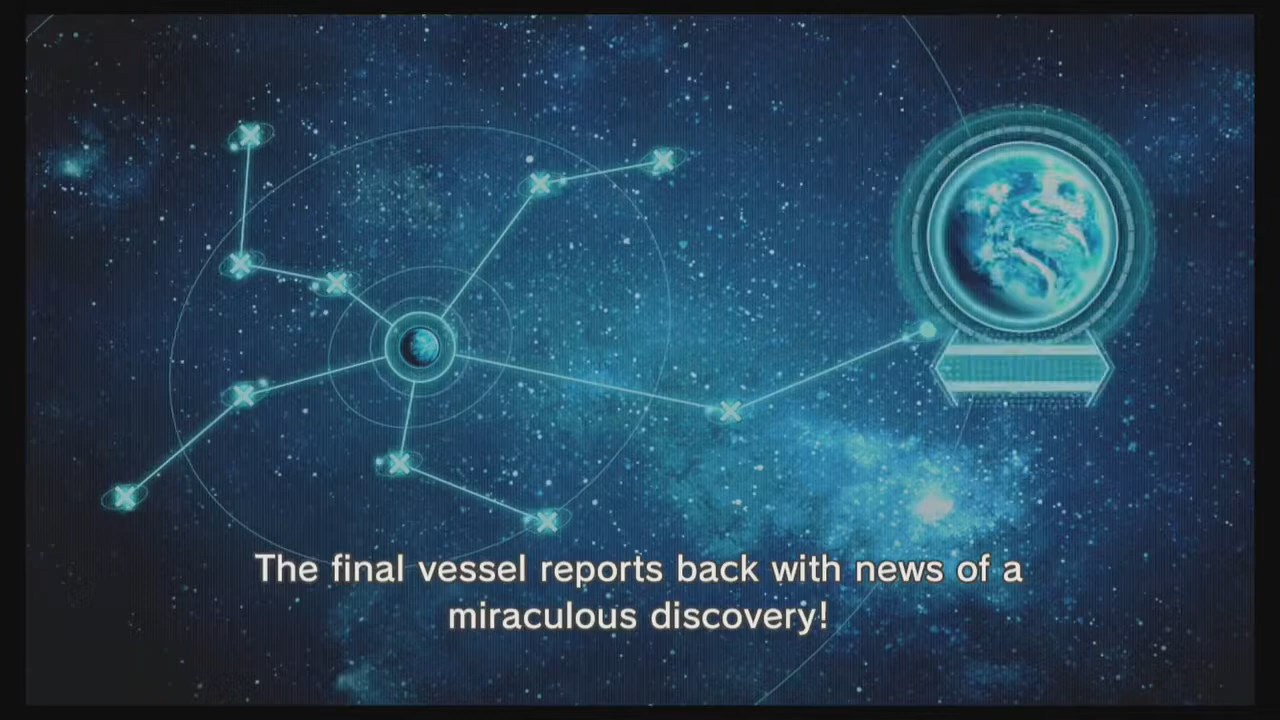 The final vessel reports back with news of a
miraculous discovery!